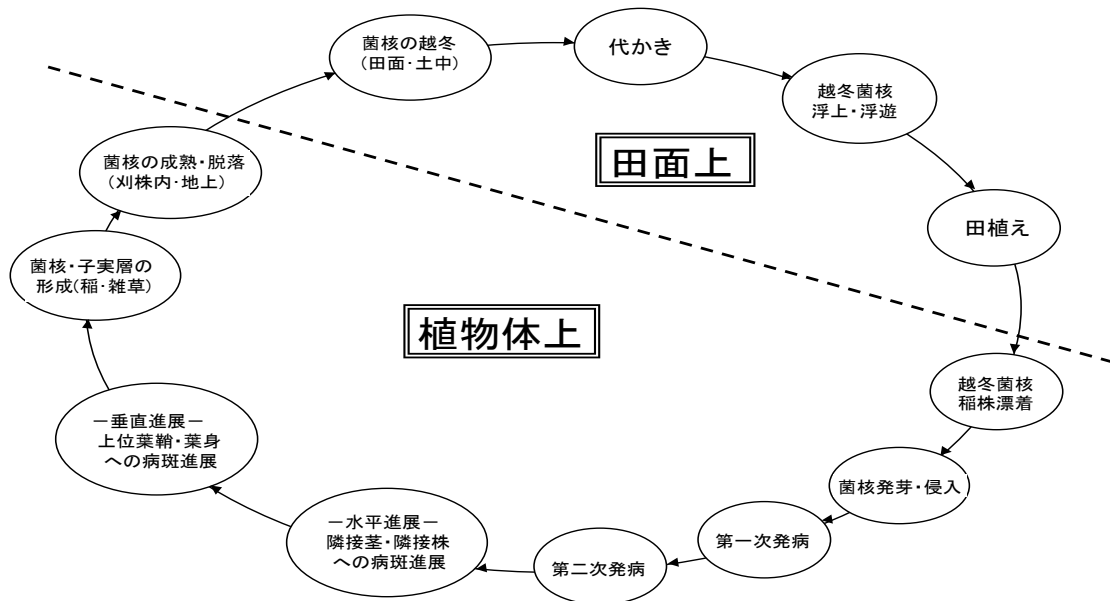 菌核の越冬
(田面・土中)
代かき
越冬菌核
浮上・浮遊
田面上
田植え
菌核の成熟・脱落
(刈株内・地上)
菌核・子実層の
形成(稲・雑草)
植物体上
越冬菌核
稲株漂着
菌核発芽・侵入
第一次発病
第二次発病
－水平進展－
隣接茎・隣接株
への病斑進展
－垂直進展－
上位葉鞘・葉身
への病斑進展